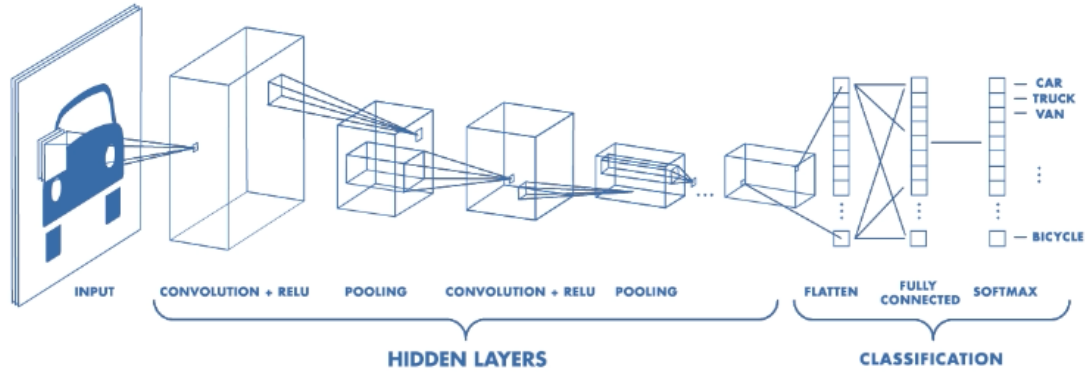 CAR
TRUCK
VAN
BICYCLE
INPUT
CONVOLUTION + RELU
POOLING
CONVOLUTION + RELU
POOLING
FLATTEN
FULLY
CONNECTED
SOFTMAX
HIDDEN LAYERS
CLASSIFICATION